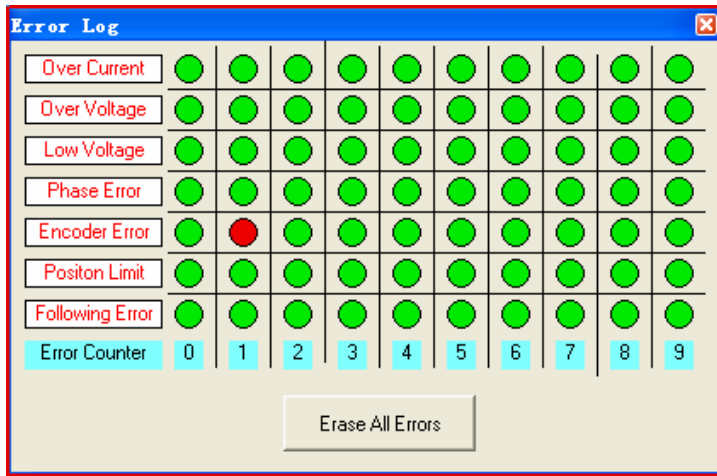 Error Log
Over Current
Over Voltage
Low Voltage
Phase Error
Encoder Error
Positon Limit
Following Error
Error Counter 0 1 2 3 4 5 6 7 8 9
Erase All Errors